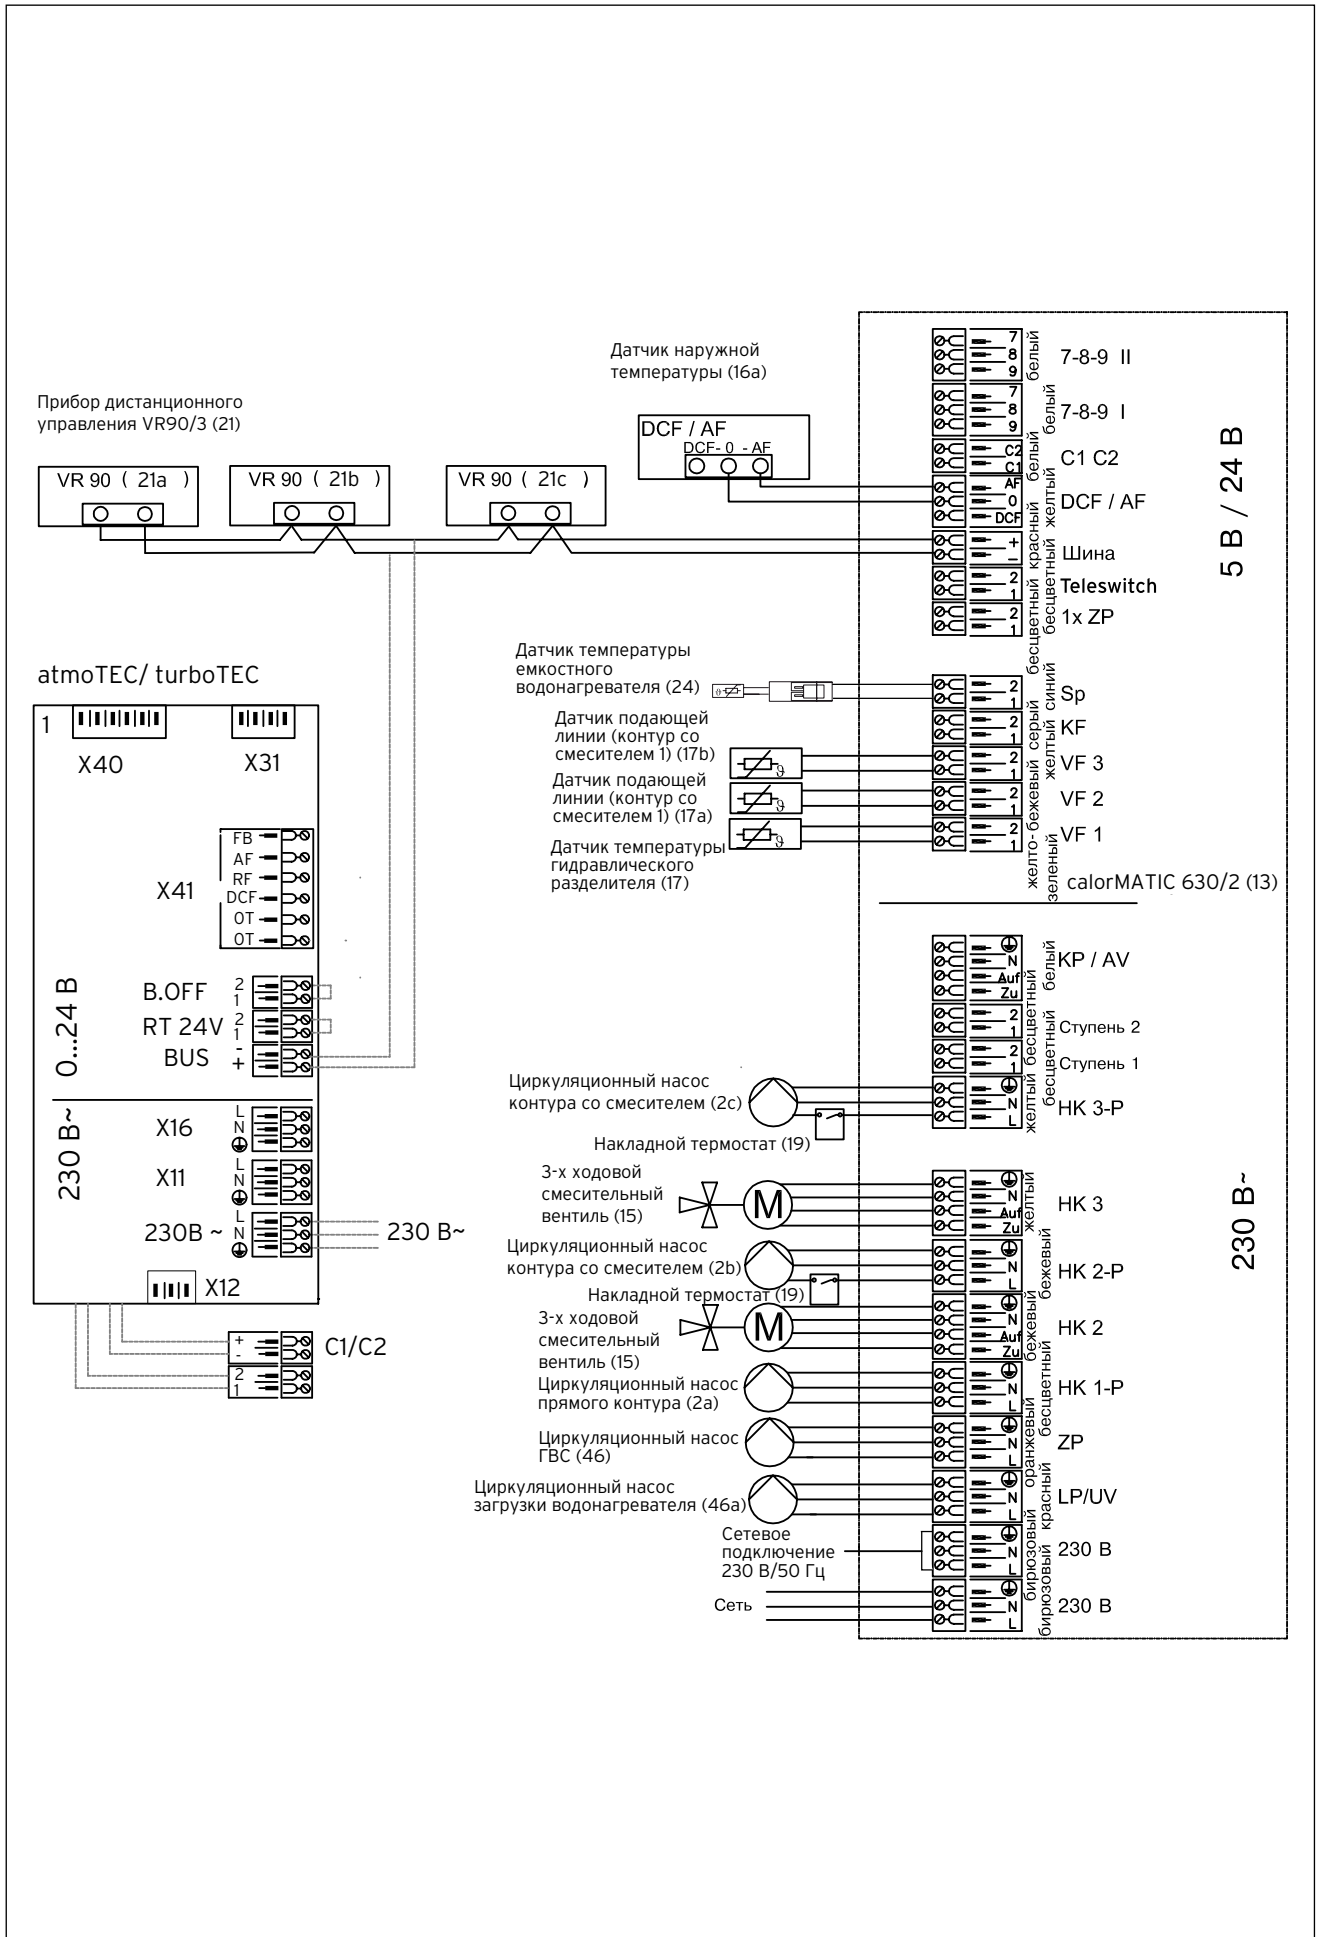 Датчик наружной
температуры (16а)
Прибор дистанционного
управления VR90/3 (21)
DCF / AF
DCF- 0 - AF
VR 90 ( 21a )
VR 90 ( 21b )
VR 90 ( 21c )
7
8
9
белый
7-8-9 II
7
8
9
белый
7-8-9 I
C2
C1
белый
C1 C2
AF
0
DCF
желтый
DCF / AF
+
–
красный
Шина
2
1
бесцветный
Teleswitch
2
1
бесцветный
1x ZP
5 В / 24 В
Датчик температуры
емкостного
водонагревателя (24)
2
1
синий
Sp
Датчик подающей
линии (контур со
смесителем 1) (17b)
2
1
серый
KF
2
1
желтый
VF 3
Датчик подающей
линии (контур со
смесителем 1) (17a)
2
1
бежевый
VF 2
Датчик температуры
гидравлического
разделителя (17)
2
1
желто-
зеленый
VF 1
calorMATIC 630/2 (13)
atmoTEC/ turboTEC
1
X40
X31
X41
FB
AF
RF
DCF
OT
OT
0...24 В
B.OFF
2
1
RT 24V
2
1
BUS
-
+
230 В~
X16
L
N
X11
L
N
230В ~
L
N
230 В~
X12
+
-
C1/C2
2
1
N
Auf
Zu
белый
KP / AV
2
1
бесцветный
Ступень 2
2
1
бесцветный
Ступень 1
Циркуляционный насос
контура со смесителем (2c)
Накладной термостат (19)
N
L
желтый
HK 3-P
3-х ходовой
смесительный
вентиль (15)
M
N
Auf
Zu
желтый
HK 3
Циркуляционный насос
контура со смесителем (2b)
Накладной термостат (19)
N
L
бежевый
HK 2-P
3-х ходовой
смесительный
вентиль (15)
M
N
Auf
Zu
бежевый
HK 2
Циркуляционный насос
прямого контура (2a)
N
L
бесцветный
HK 1-P
Циркуляционный насос
ГВС (46)
N
L
оранжевый
ZP
Циркуляционный насос
загрузки водонагревателя (46a)
N
L
красный
LP/UV
Сетевое
подключение
230 В/50 Гц
N
L
бирюзовый
230 В
Сеть
N
L
бирюзовый
230 В
230 В~